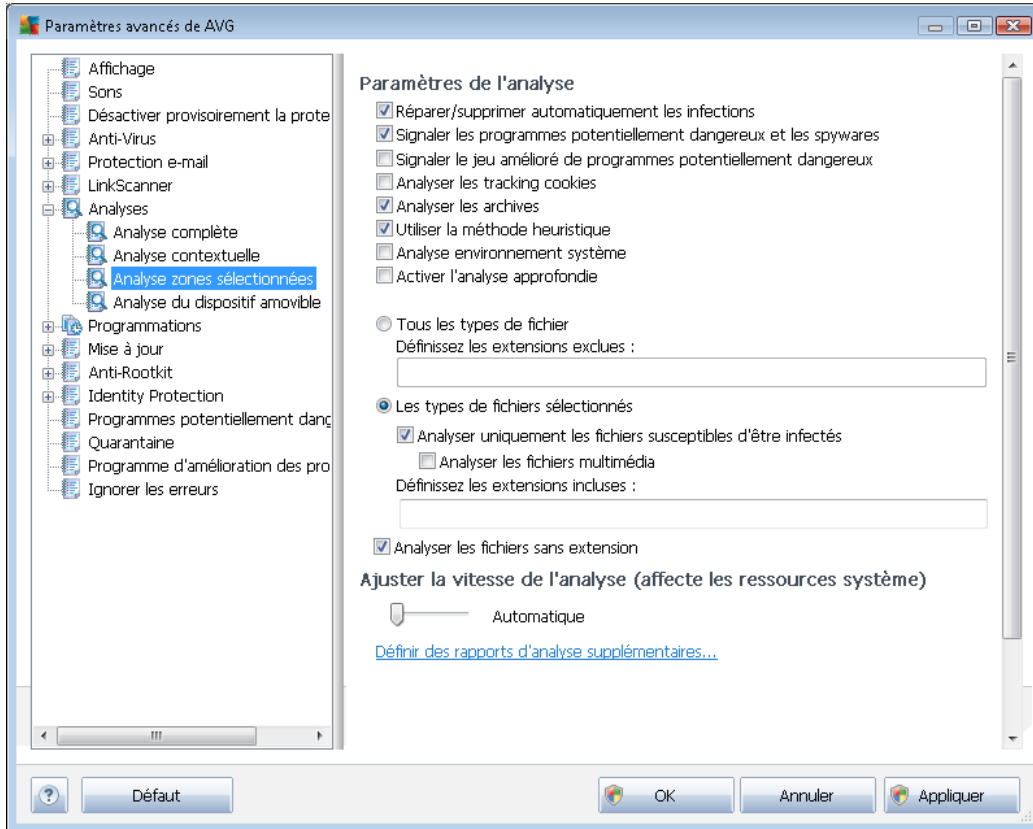 Paramètres avancés de AVG
Affichage
Sons
Désactiver provisoirement la prote
Anti-Virus
Protection e-mail
LinkScanner
Analyses
Analyse complète
Analyse contextuelle
Analyse zones sélectionnées
Analyse du dispositif amovible
Programmations
Mise à jour
Anti-Rootkit
Identity Protection
Programmes potentiellement dang
Quarantaine
Programme d'amélioration des pro
Ignorer les erreurs
Paramètres de l'analyse
Réparer/supprimer automatiquement les infections
Signaler les programmes potentiellement dangereux et les spywares
Signaler le jeu amélioré de programmes potentiellement dangereux
Analyser les tracking cookies
Analyser les archives
Utiliser la méthode heuristique
Analyse environnement système
Activer l'analyse approfondie
Tous les types de fichier
Définissez les extensions exclues :
Les types de fichiers sélectionnés
Analyser uniquement les fichiers susceptibles d'être infectés
Analyser les fichiers multimédia
Définissez les extensions incluses :
Analyser les fichiers sans extension
Ajuster la vitesse de l'analyse (affecte les ressources système)
Automatique
Définir des rapports d'analyse supplémentaires...
? Défaut OK Annuler Appliquer